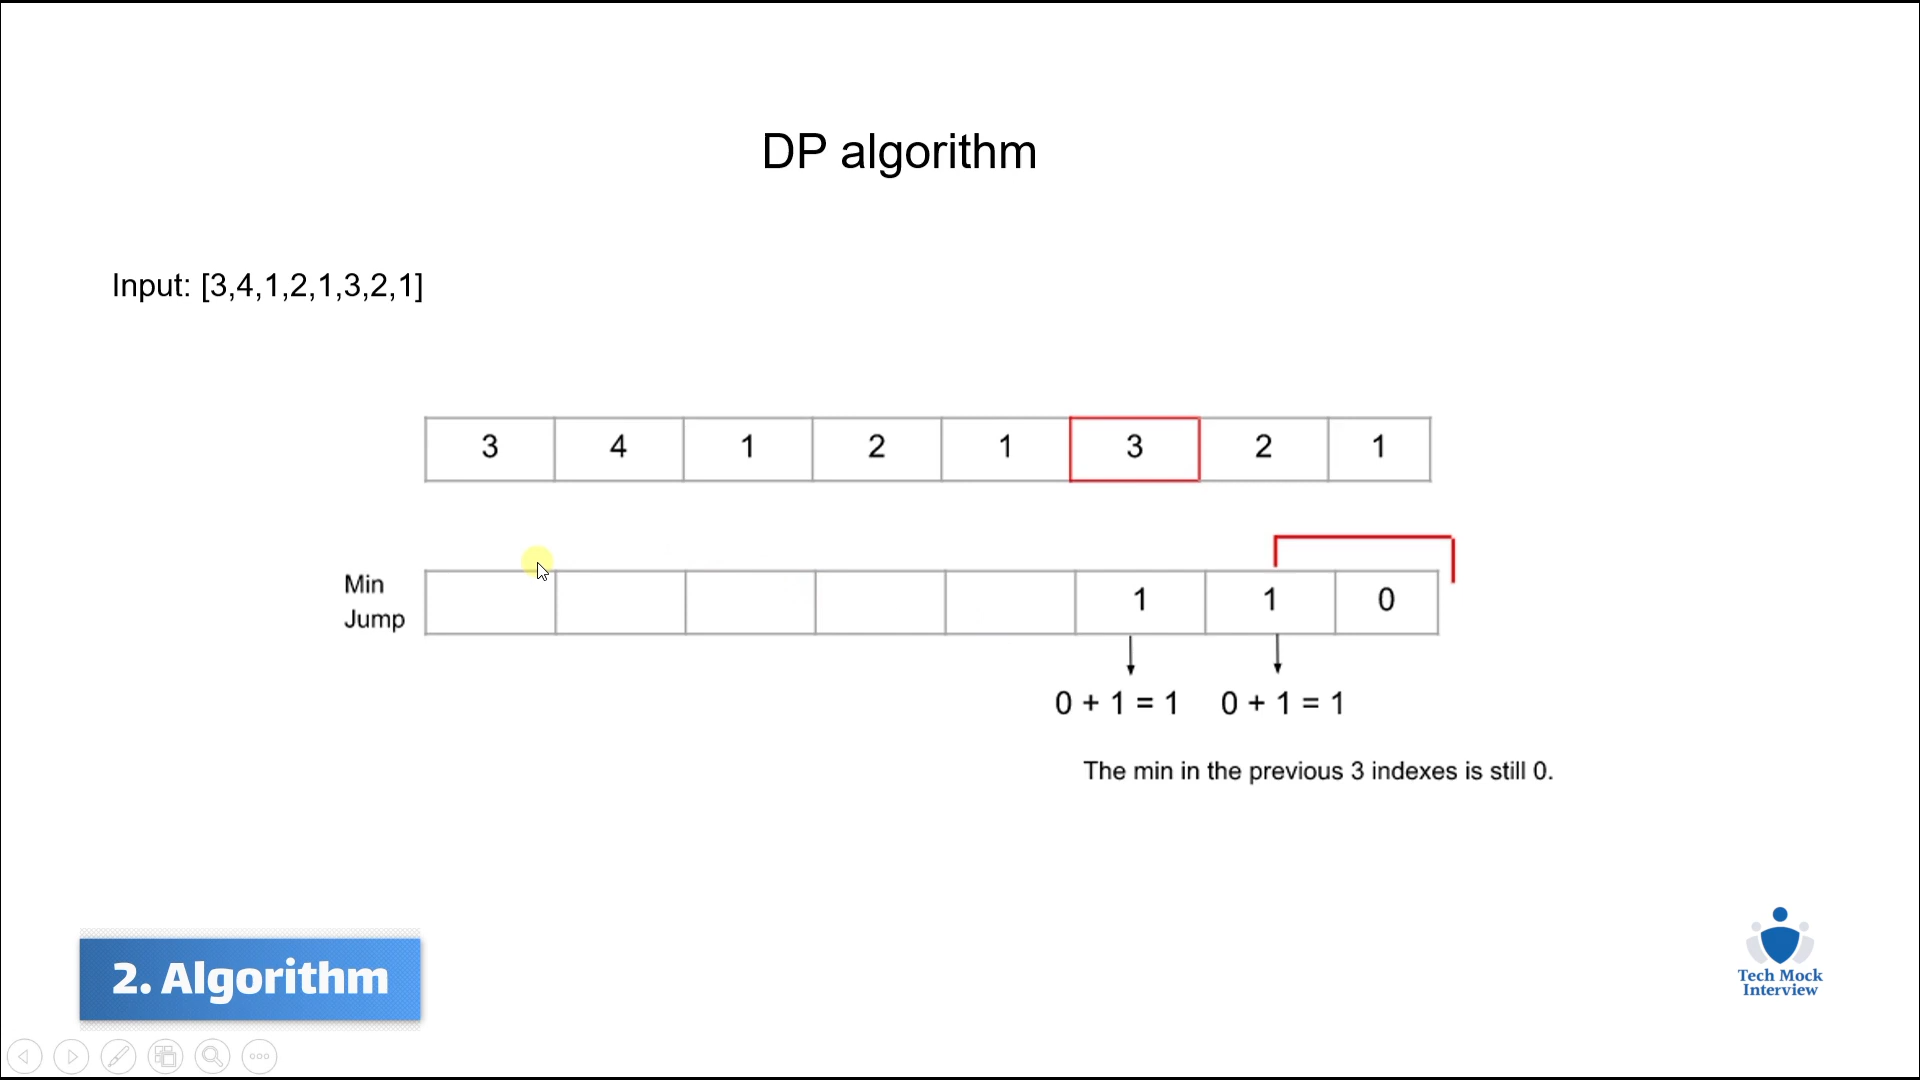 DP algorithm
Input: [3,4,1,2,1,3,2,1]
3 4 1 2 1 3 2 1
Min
Jump
1 1 0
0 + 1 = 1 0 + 1 = 1
The min in the previous 3 indexes is still 0.
2. Algorithm
Tech Mock
Interview